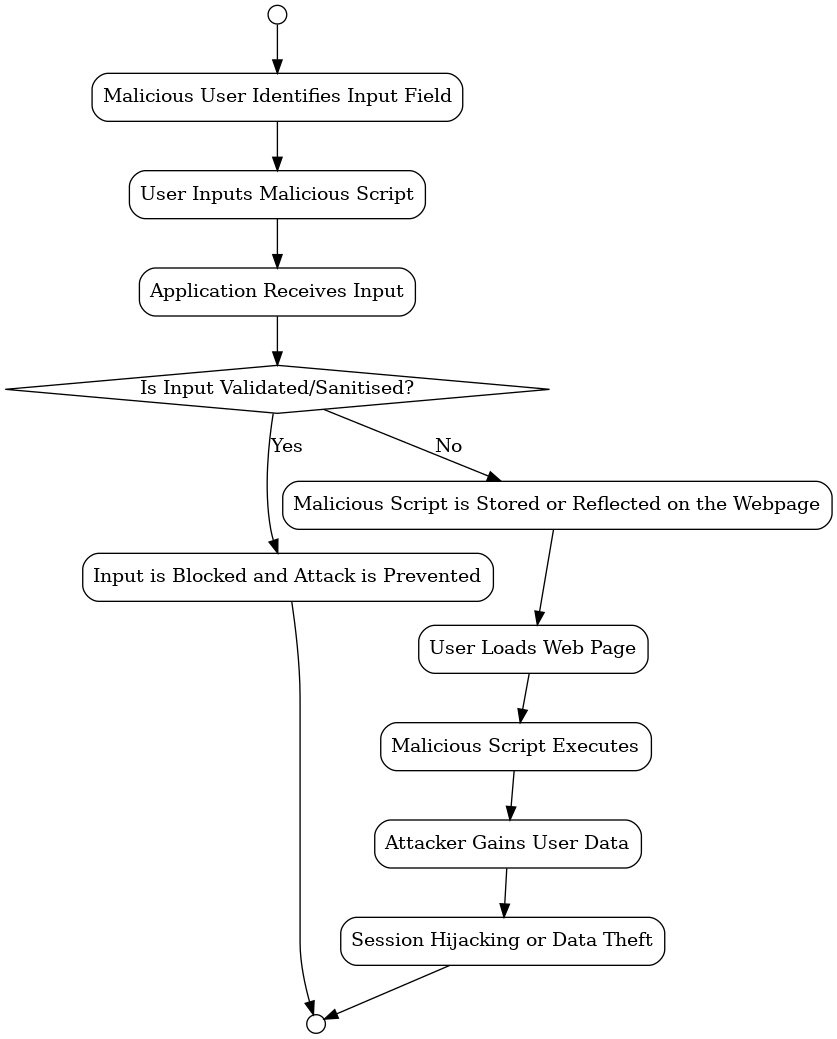 Malicious User Identifies Input Field
User Inputs Malicious Script
Application Receives Input
Is Input Validated/Sanitised?
Yes
No
Malicious Script is Stored or Reflected on the Webpage
Input is Blocked and Attack is Prevented
User Loads Web Page
Malicious Script Executes
Attacker Gains User Data
Session Hijacking or Data Theft